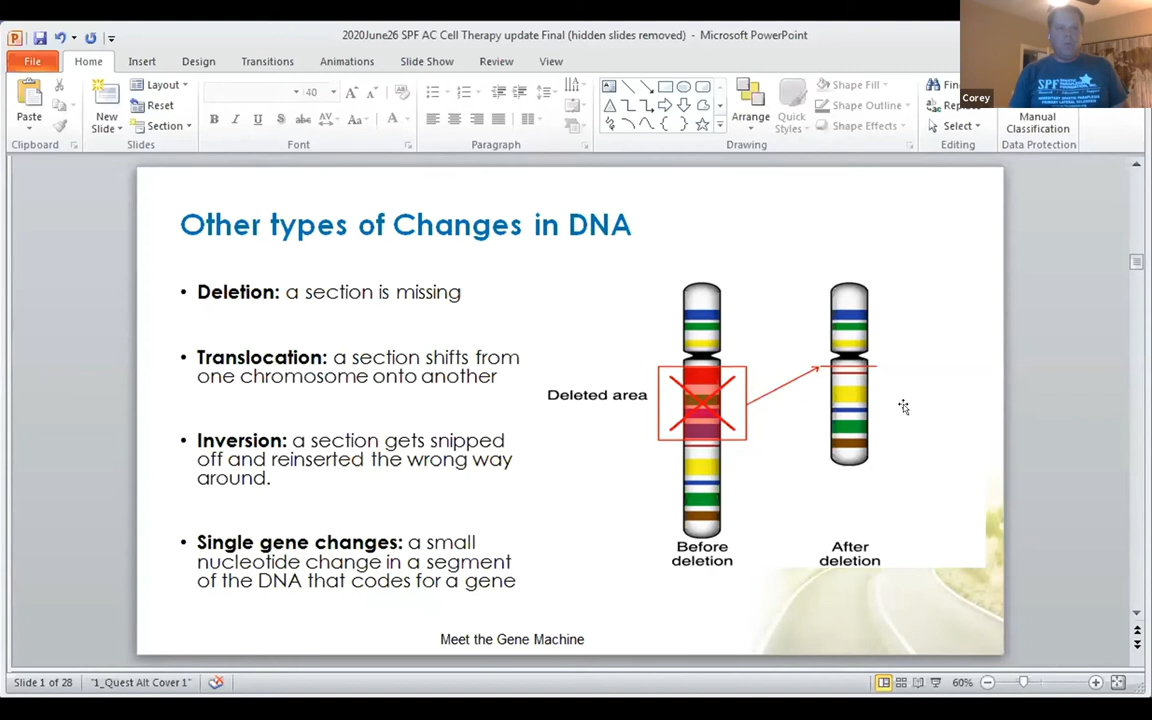 2020June26 SPF AC Cell Therapy update Final (hidden slides removed) - Microsoft PowerPoint
File Home Insert Design Transitions Animations Slide Show Review View
Paste
New
Slide
Layout
Reset
Section
40
B I U S abc AV Aa A
Arrange
Quick
Styles
Shape Fill
Shape Outline
Shape Effects
Select
Manual
Classification
Clipboard Slides Font Paragraph Drawing Editing Data Protection
Corey
SPF
Other types of Changes in DNA
• Deletion: a section is missing
• Translocation: a section shifts from
one chromosome onto another
• Inversion: a section gets snipped
off and reinserted the wrong way
around.
• Single gene changes: a small
nucleotide change in a segment
of the DNA that codes for a gene
Deleted area
Before
deletion
After
deletion
Meet the Gene Machine
Slide 1 of 28 "1_Quest Alt Cover 1" 60%